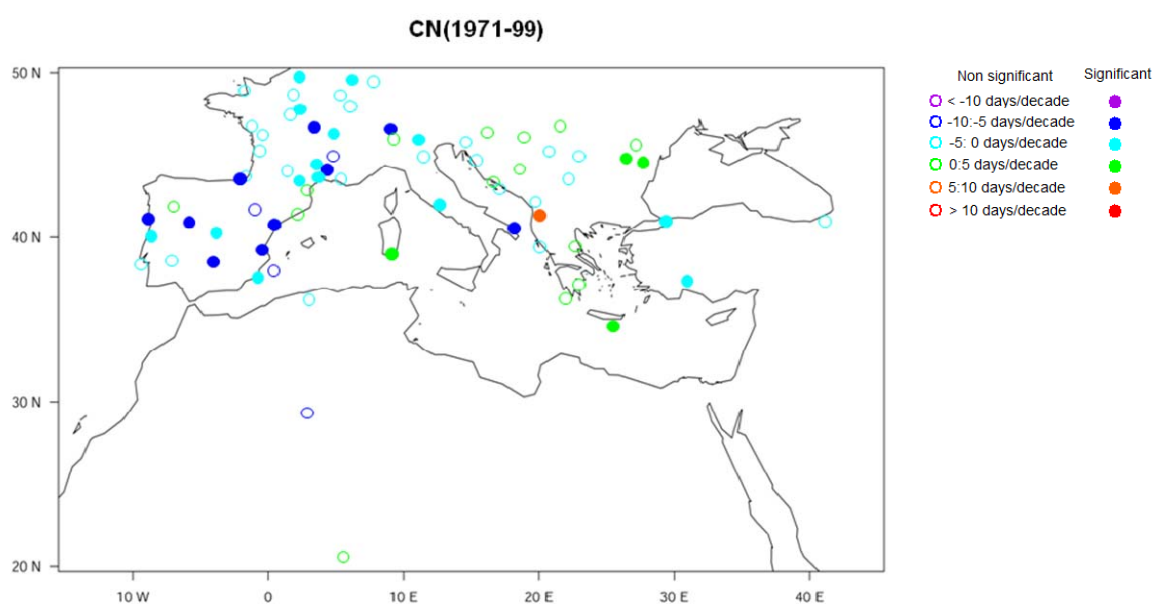 CN(1971-99)
50 N
40 N
30 N
20 N
10 W
0
10 E
20 E
30 E
40 E
Non significant
Significant
< -10 days/decade
-10:-5 days/decade
-5: 0 days/decade
0:5 days/decade
5:10 days/decade
> 10 days/decade